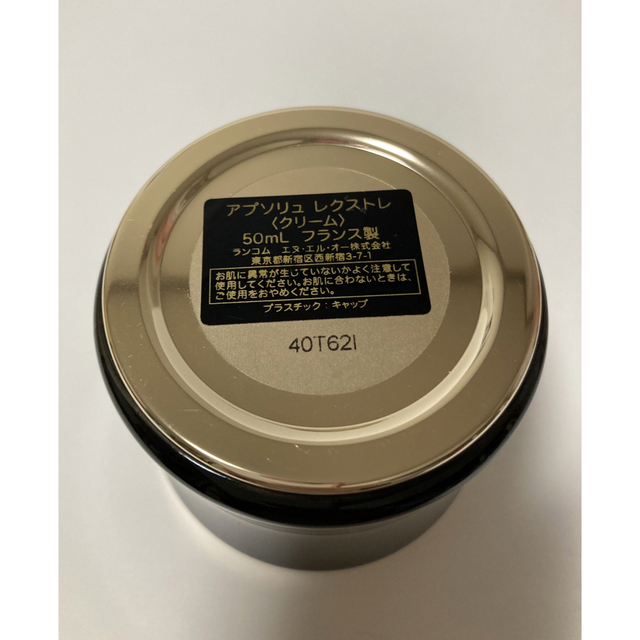 アプソリュ レクストレ
〈クリーム〉
50mL フランス製
ランコム エヌ・エル・オー株式会社
東京都新宿区西新宿3-7-1
お肌に異常が生じていないかよく注意して
使用してください。お肌に合わないときは、
ご使用をおやめください。
プラスチック：キャップ
40T62I